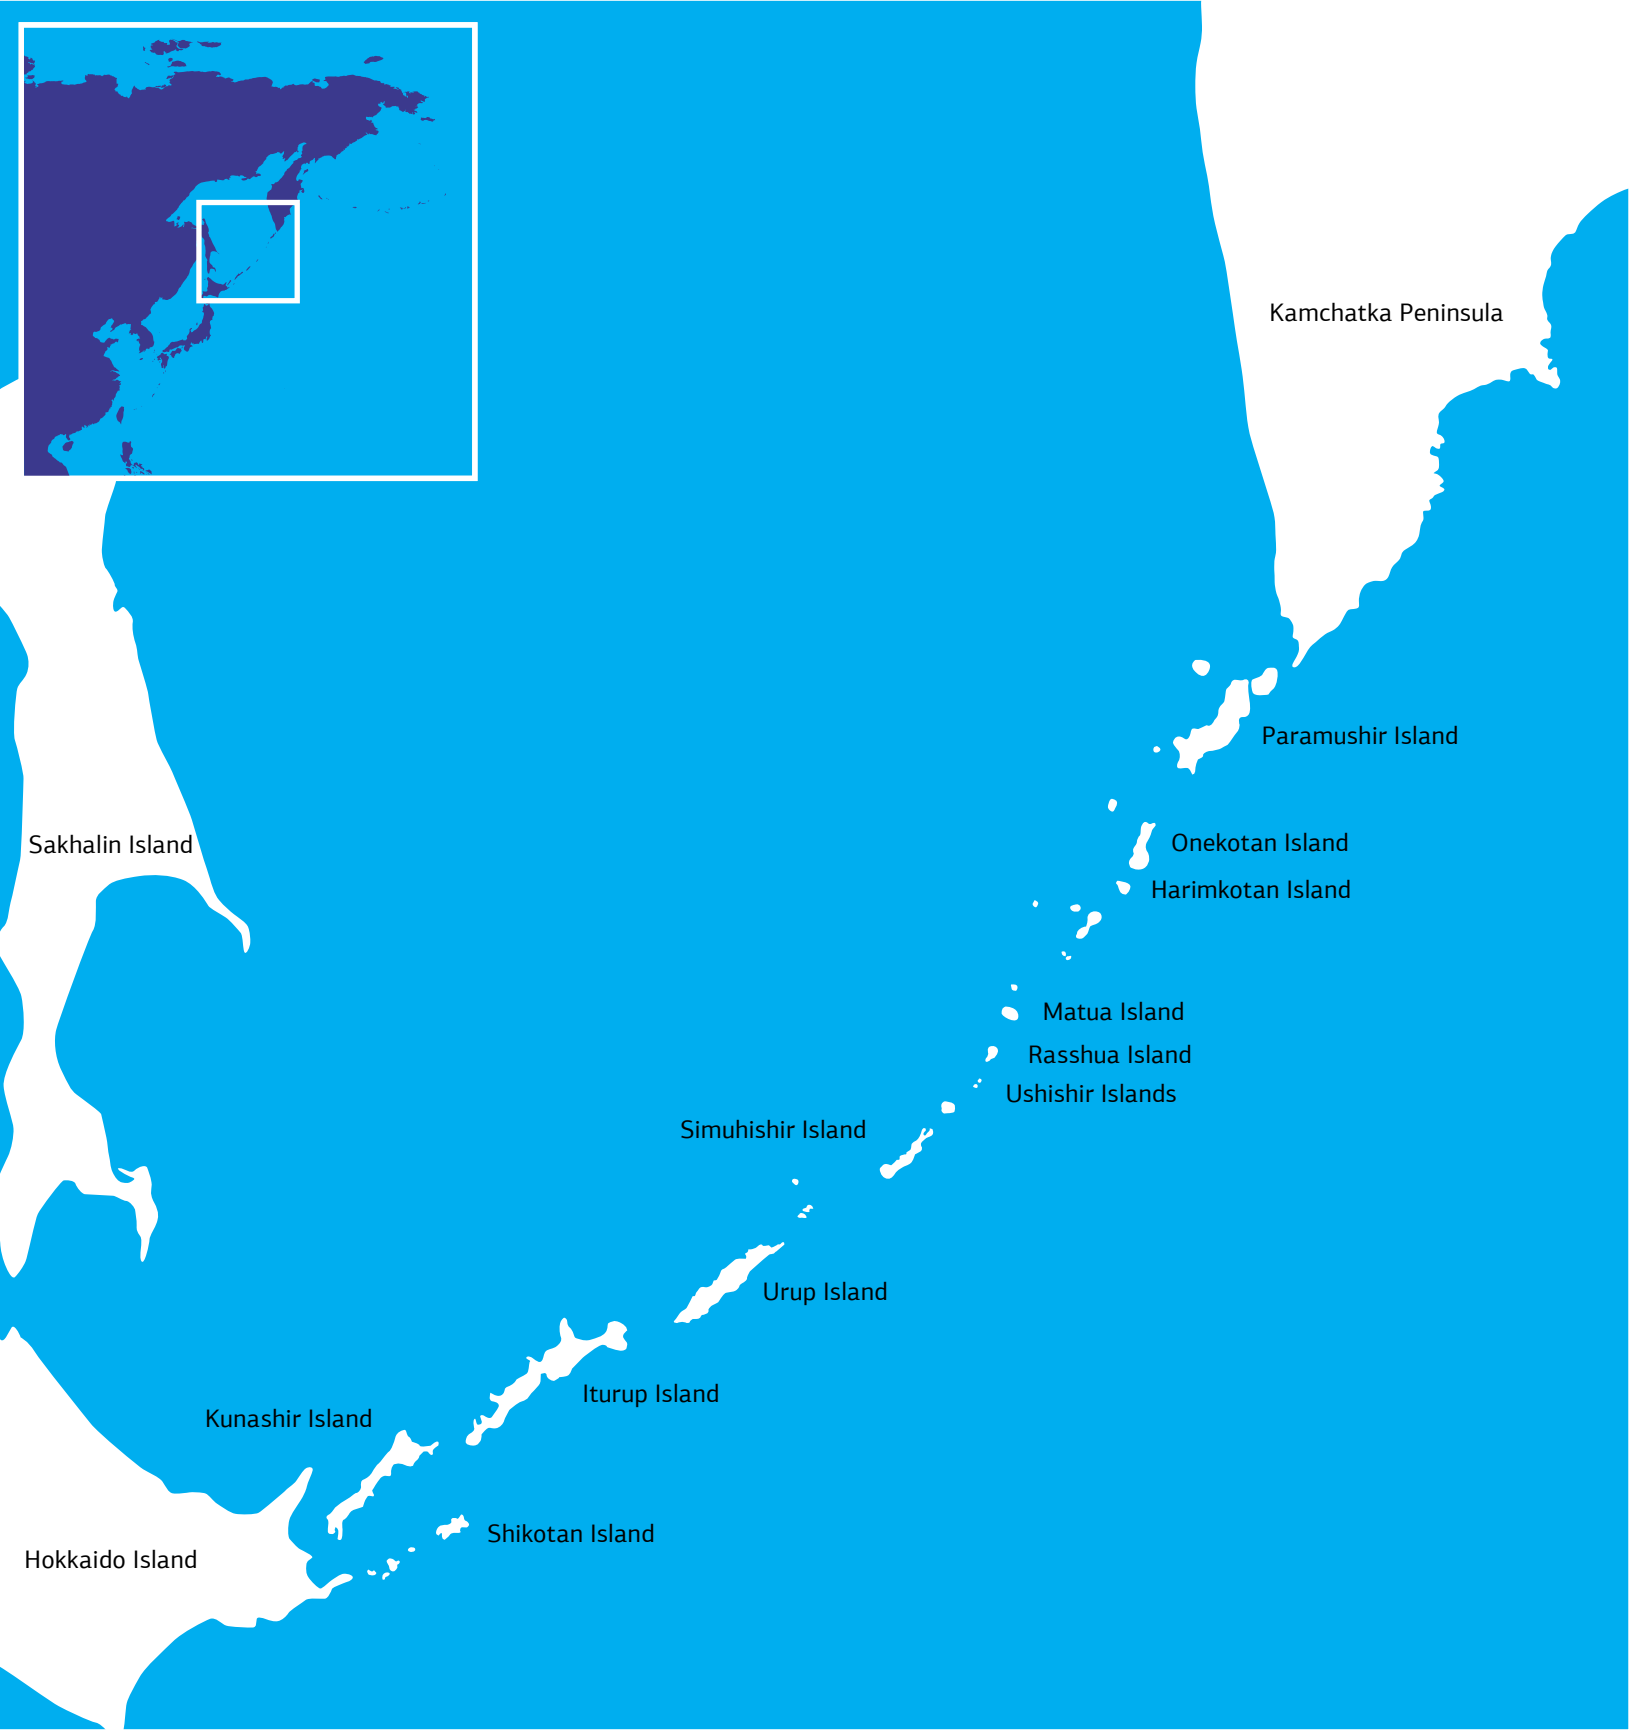 Kamchatka Peninsula
Paramushir Island
Sakhalin Island
Onekotan Island
Harimkotan Island
Matua Island
Rasshua Island
Ushishir Islands
Simuhishir Island
Urup Island
Iturup Island
Kunashir Island
Shikotan Island
Hokkaido Island